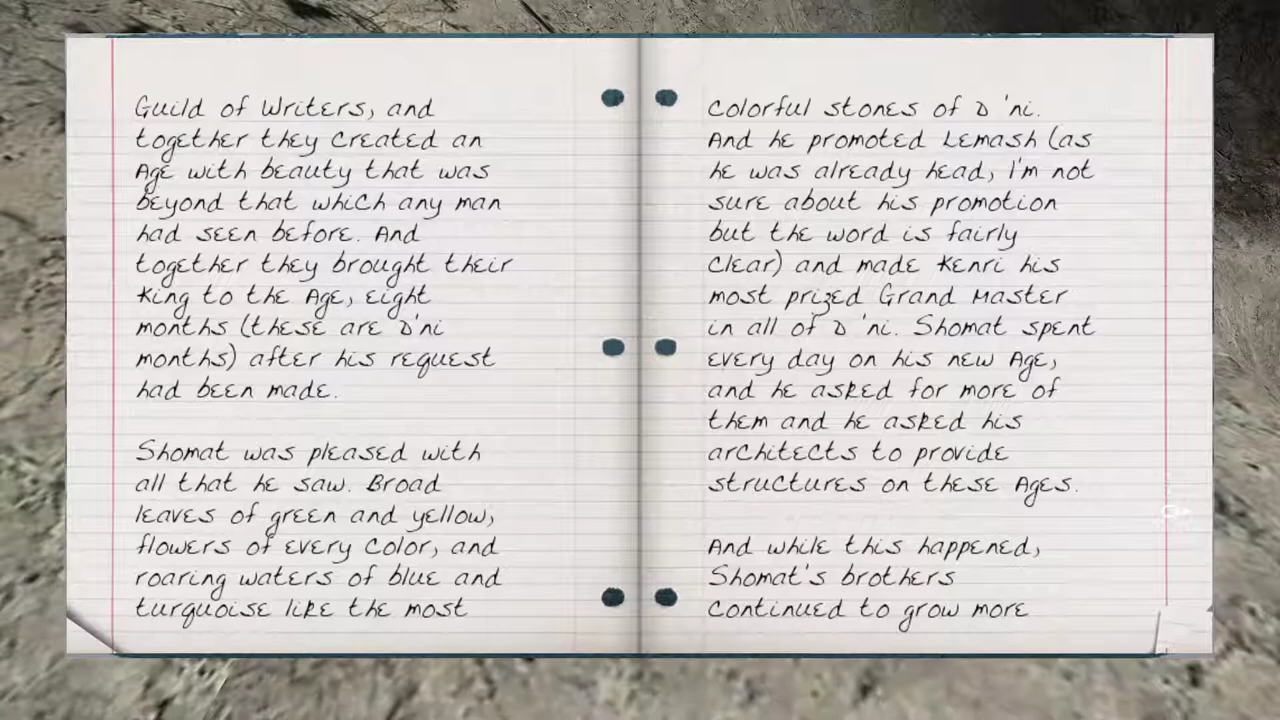 Guild of Writers, and
together they created an
Age with beauty that was
beyond that which any man
had seen before. And
together they brought their
King to the Age, eight
months (these are D'ni
months) after his request
had been made.
Shomat was pleased with
all that he saw. Broad
leaves of green and yellow,
flowers of every color, and
roaring waters of blue and
turquoise like the most
colorful stones of D'ni.
And he promoted Lemash (as
he was already head, I'm not
sure about his promotion
but the word is fairly
clear) and made Kenri his
most prized Grand Master
in all of D'ni. Shomat spent
every day on his new Age,
and he asked for more of
them and he asked his
architects to provide
structures on these Ages.
And while this happened,
Shomat's brothers
continued to grow more